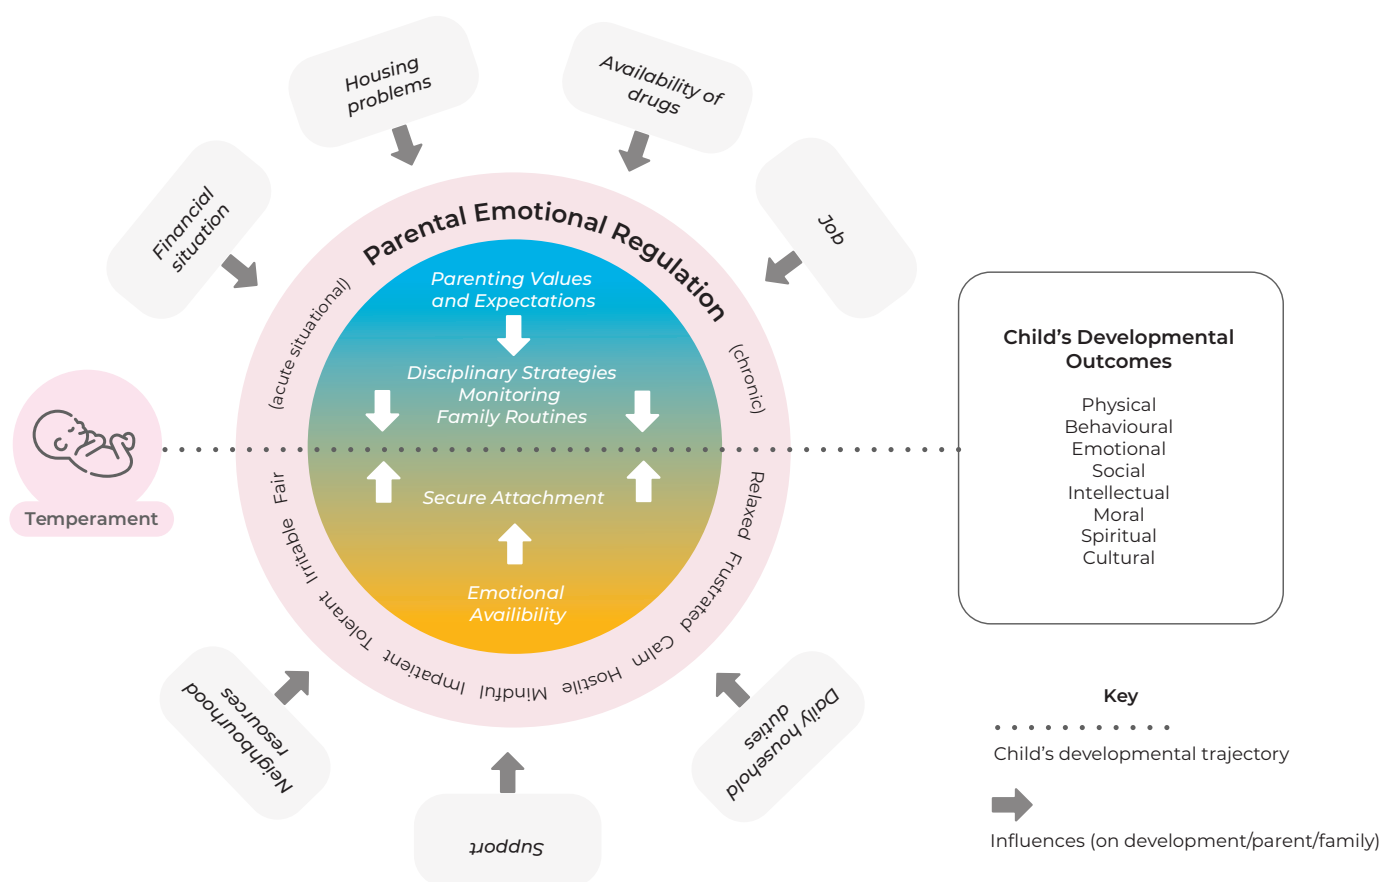 Housing
problems
Availability of
drugs
Financial
situation
Job
Parental Emotional Regulation
(acute situational)
(chronic)
Parenting Values
and Expectations
Disciplinary Strategies
Monitoring
Family Routines
Secure Attachment
Emotional
Availibility
Temperament
Fair Irritable Tolerant Impatient Mindful Hostile Calm Frustrated Relaxed
Neighbourhood
resources
Support
Daily household
duties
Child’s Developmental
Outcomes
Physical
Behavioural
Emotional
Social
Intellectual
Moral
Spiritual
Cultural
Key
Child’s developmental trajectory
Influences (on development/parent/family)